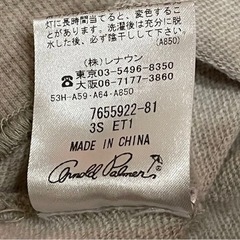 灯に長時間当てると、変色するこ
とがあります。洗濯後は充分に脱
水した後、必ず陰干しして下さい。
(A850)
(株)レナウン
東京03-5496-8350
大阪06-7177-3860
53H-A59-A64-A850
7655922-81
3S ET1
MADE IN CHINA
Arnold Palmer